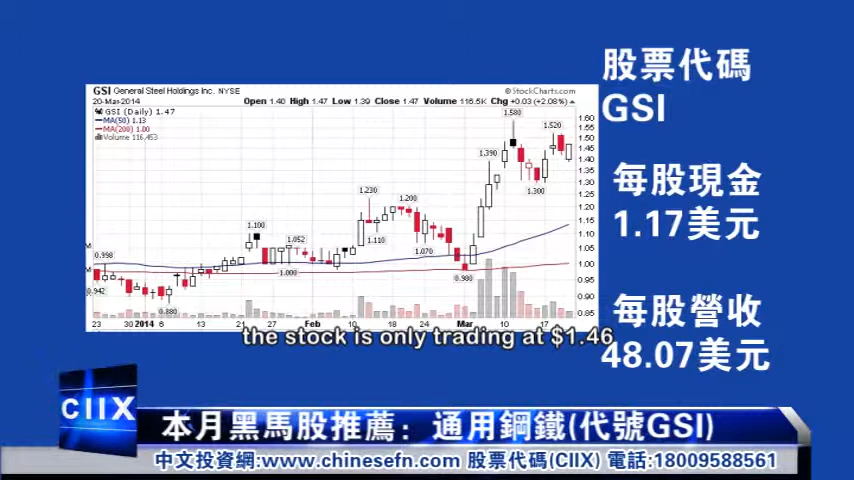 股票代碼
GSI
每股現金
1.17美元
每股營收
48.07美元
GSI General Steel Holdings Inc. NYSE
© StockCharts.com
20-Mar-2014
Open 1.40 High 1.47 Low 1.39 Close 1.47 Volume 116.5K Chg +0.03 (+2.08%)
GSI (Daily) 1.47
MA(50) 1.13
MA(200) 1.00
Volume 116,453
1.580
1.520
1.390
1.300
1.230
1.200
1.110
1.100
1.070
1.052
1.000
0.998
0.980
0.942
0.880
1.60
1.55
1.50
1.45
1.40
1.35
1.30
1.25
1.20
1.15
1.10
1.05
1.00
0.95
0.90
0.85
23 30 2014 6 13 21 27 Feb 10 18 24 Mar 10 17
the stock is only trading at $1.46
CIIX
本月黑馬股推薦：通用鋼鐵(代號GSI)
中文投資網:www.chinesefn.com 股票代碼(CIIX) 電話:18009588561